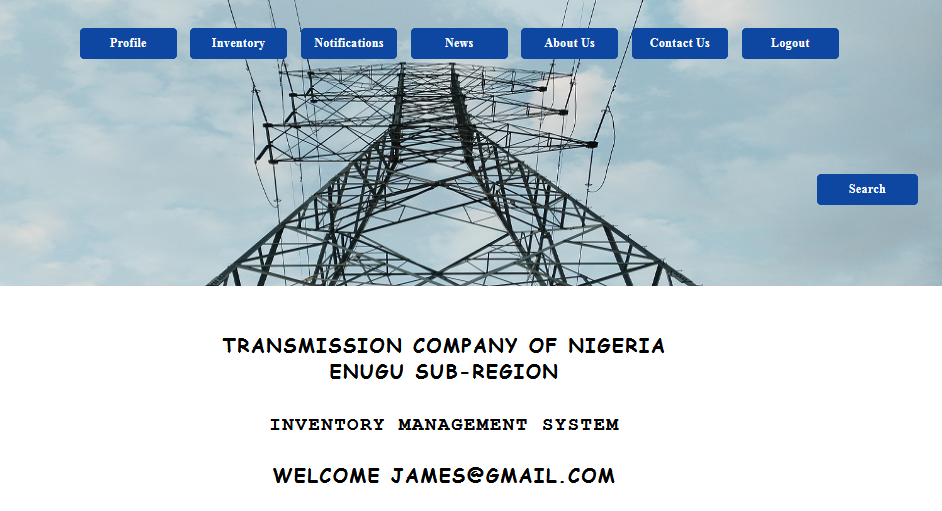 Profile
Inventory
Notifications
News
About Us
Contact Us
Logout
Search
TRANSMISSION COMPANY OF NIGERIA
ENUGU SUB-REGION
INVENTORY MANAGEMENT SYSTEM
WELCOME JAMES@GMAIL.COM